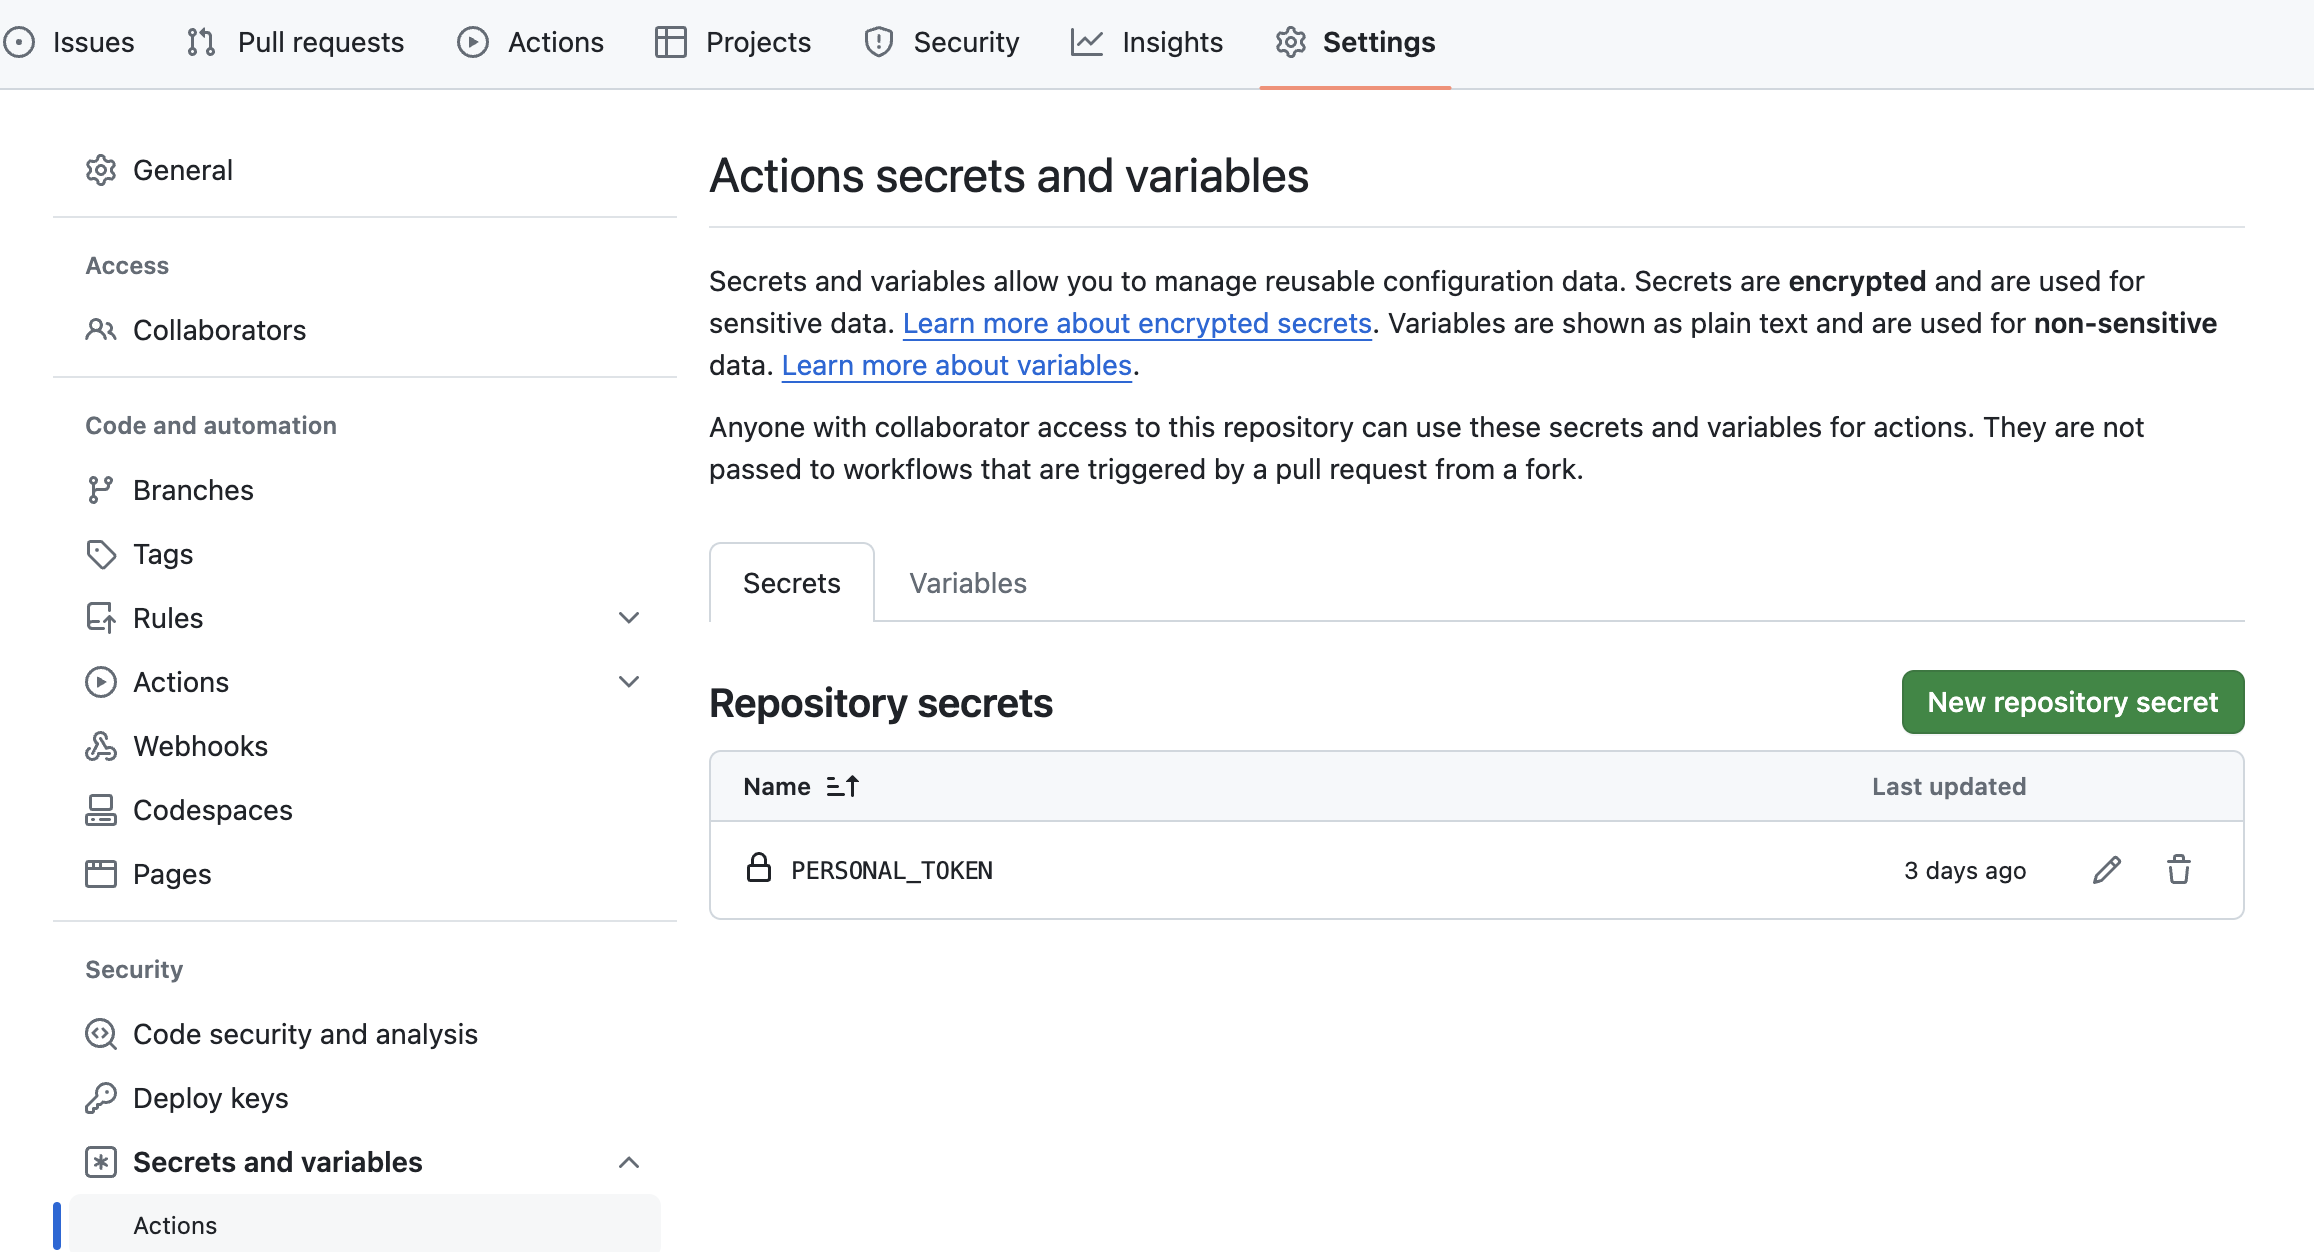 Issues
Pull requests
Actions
Projects
Security
Insights
Settings
General
Access
Collaborators
Code and automation
Branches
Tags
Rules
Actions
Webhooks
Codespaces
Pages
Security
Code security and analysis
Deploy keys
Secrets and variables
Actions
Actions secrets and variables
Secrets and variables allow you to manage reusable configuration data. Secrets are encrypted and are used for
sensitive data. Learn more about encrypted secrets. Variables are shown as plain text and are used for non-sensitive
data. Learn more about variables.
Anyone with collaborator access to this repository can use these secrets and variables for actions. They are not
passed to workflows that are triggered by a pull request from a fork.
Secrets
Variables
Repository secrets
New repository secret
Name
Last updated
PERSONAL_TOKEN
3 days ago